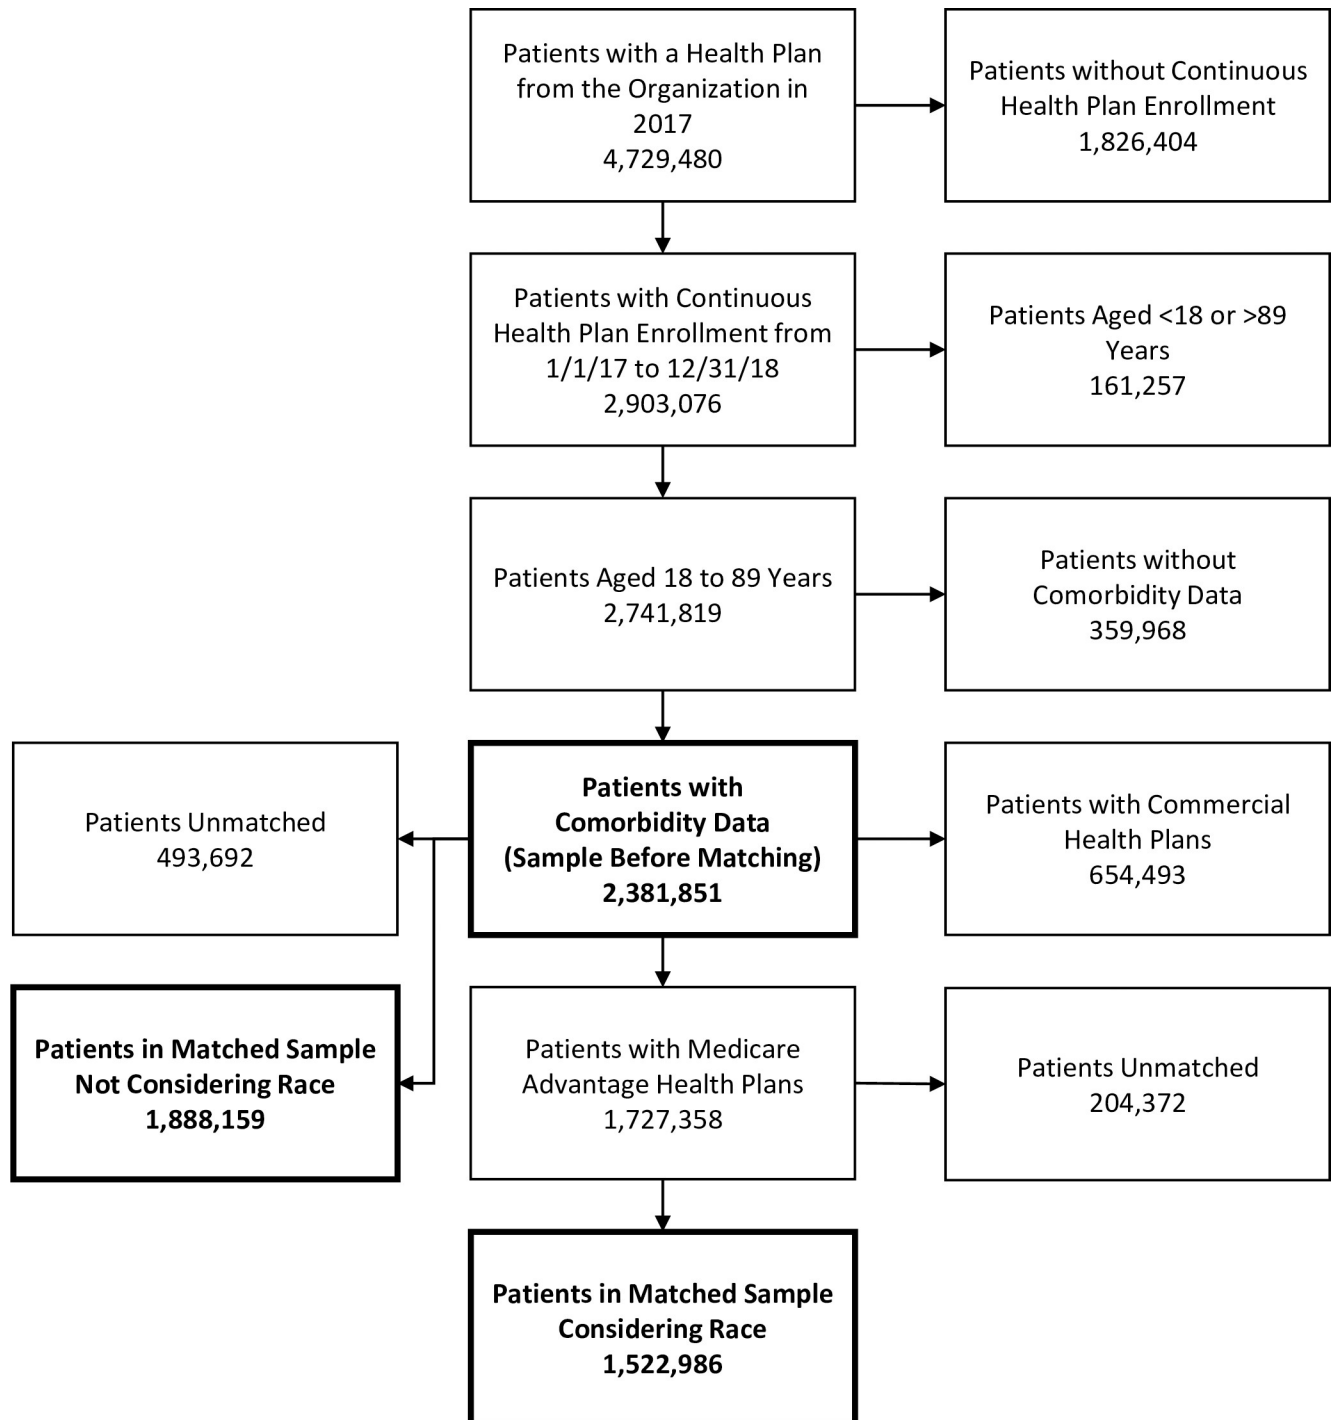 Patients with a Health Plan
from the Organization in
2017
4,729,480
Patients without Continuous
Health Plan Enrollment
1,826,404
Patients with Continuous
Health Plan Enrollment from
1/1/17 to 12/31/18
2,903,076
Patients Aged <18 or >89
Years
161,257
Patients Aged 18 to 89 Years
2,741,819
Patients without
Comorbidity Data
359,968
Patients Unmatched
493,692
Patients with
Comorbidity Data
(Sample Before Matching)
2,381,851
Patients with Commercial
Health Plans
654,493
Patients in Matched Sample
Not Considering Race
1,888,159
Patients with Medicare
Advantage Health Plans
1,727,358
Patients Unmatched
204,372
Patients in Matched Sample
Considering Race
1,522,986